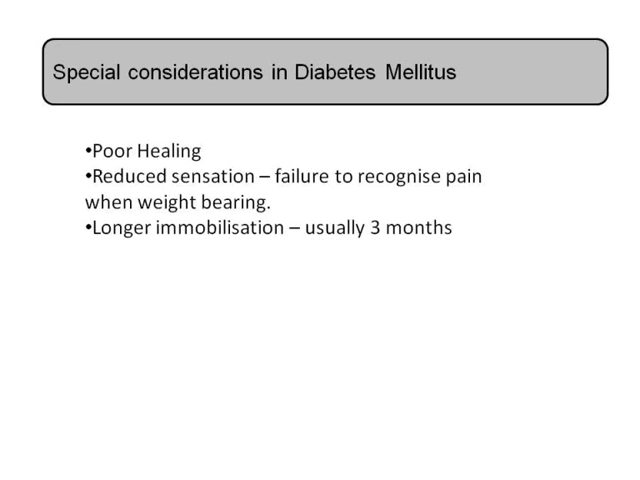 Special considerations in Diabetes Mellitus
•Poor Healing
•Reduced sensation – failure to recognise pain
when weight bearing.
•Longer immobilisation – usually 3 months